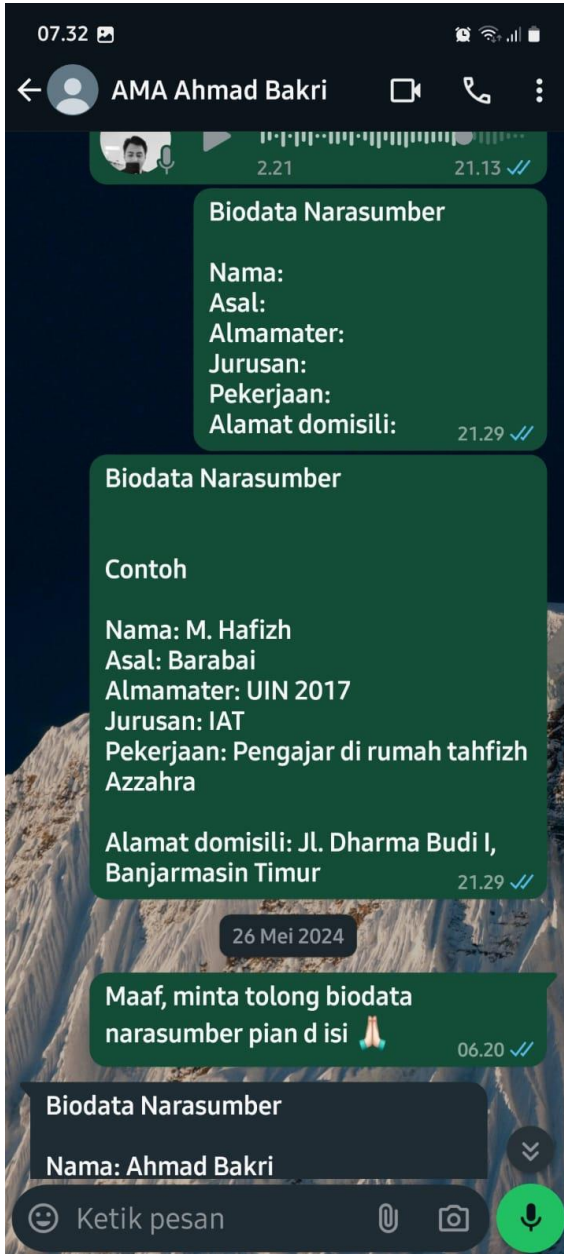 07.32
AMA Ahmad Bakri
2.21
21.13
Biodata Narasumber
Nama:
Asal:
Almamater:
Jurusan:
Pekerjaan:
Alamat domisili:
21.29
Biodata Narasumber
Contoh
Nama: M. Hafizh
Asal: Barabai
Almamater: UIN 2017
Jurusan: IAT
Pekerjaan: Pengajar di rumah tahfizh
Azzahra
Alamat domisili: Jl. Dharma Budi I,
Banjarmasin Timur
21.29
26 Mei 2024
Maaf, minta tolong biodata
narasumber pian d isi 🙏🏻
06.20
Biodata Narasumber
Nama: Ahmad Bakri
Ketik pesan